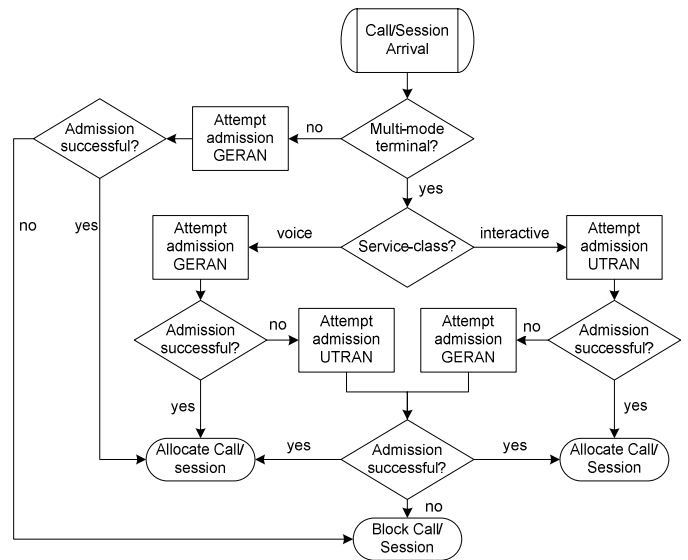 Call/Session
Arrival
Admission
successful?
Attempt
admission
GERAN
no
Multi-mode
terminal?
yes
no
yes
Attempt
admission
GERAN
voice
Service-class?
interactive
Attempt
admission
UTRAN
Admission
successful?
no
Attempt
admission
UTRAN
Attempt
admission
GERAN
no
Admission
successful?
yes
yes
Allocate Call/
session
yes
Admission
successful?
yes
Allocate Call/
Session
no
Block Call/
Session